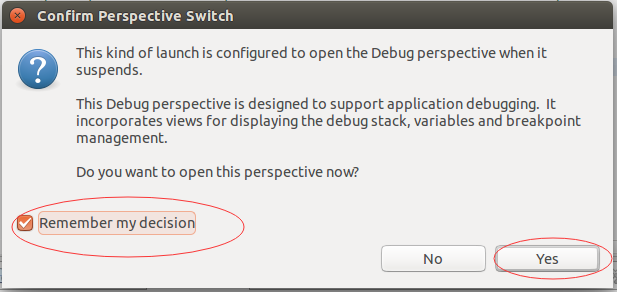 Confirm Perspective Switch
This kind of launch is configured to open the Debug perspective when it
suspends.
This Debug perspective is designed to support application debugging.  It
incorporates views for displaying the debug stack, variables and breakpoint
management.
Do you want to open this perspective now?
Remember my decision
No
Yes